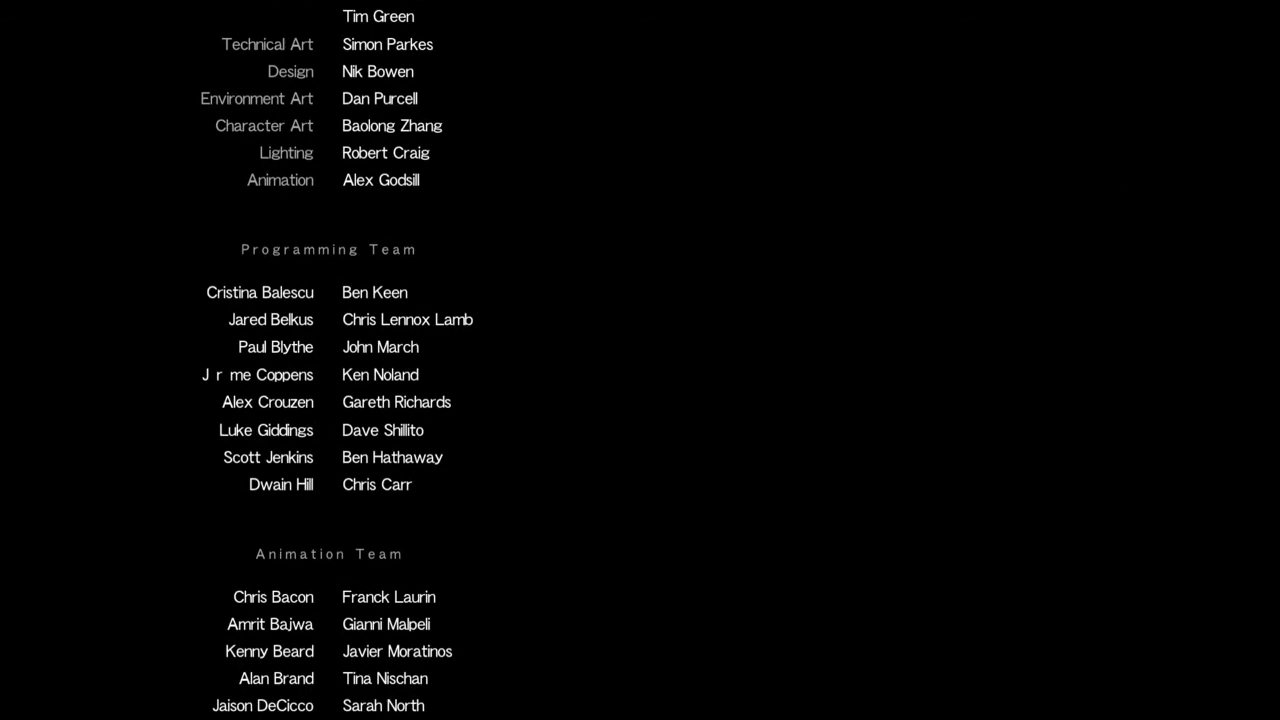 Tim Green
Technical Art Simon Parkes
Design Nik Bowen
Environment Art Dan Purcell
Character Art Baolong Zhang
Lighting Robert Craig
Animation Alex Godsill
Programming Team
Cristina Balescu Ben Keen
Jared Belkus Chris Lennox Lamb
Paul Blythe John March
J r me Coppens Ken Noland
Alex Crouzen Gareth Richards
Luke Giddings Dave Shillito
Scott Jenkins Ben Hathaway
Dwain Hill Chris Carr
Animation Team
Chris Bacon Franck Laurin
Amrit Bajwa Gianni Malpeli
Kenny Beard Javier Moratinos
Alan Brand Tina Nischan
Jaison DeCicco Sarah North